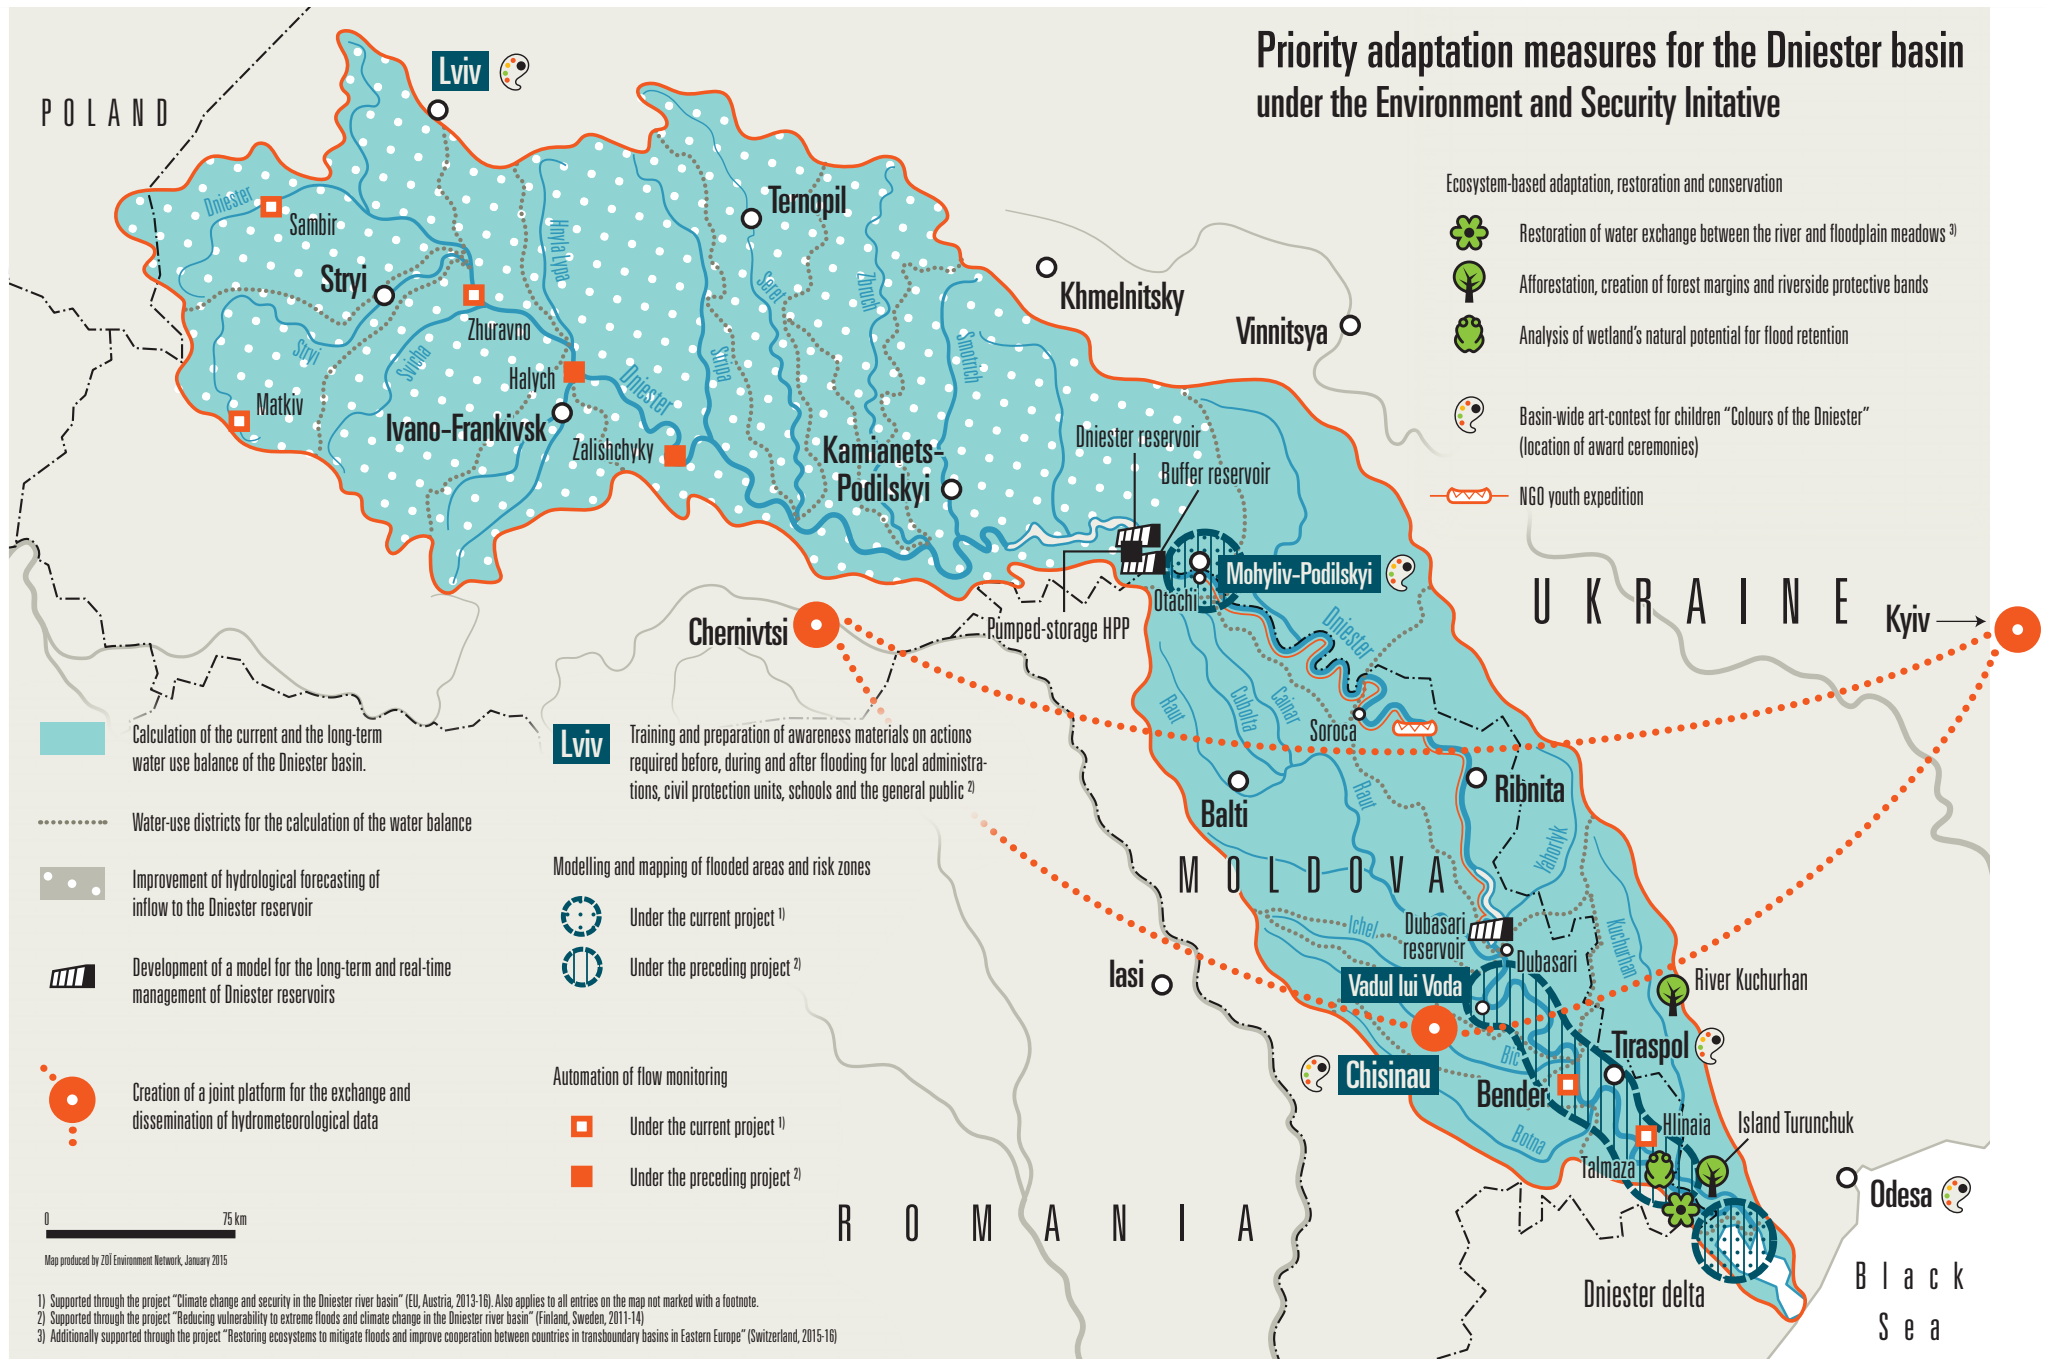 Priority adaptation measures for the Dniester basin
under the Environment and Security Initative
Ecosystem-based adaptation, restoration and conservation
Restoration of water exchange between the river and floodplain meadows 3)
Afforestation, creation of forest margins and riverside protective bands
Analysis of wetland's natural potential for flood retention
Basin-wide art-contest for children “Colours of the Dniester”
(location of award ceremonies)
NGO youth expedition
POLAND
Lviv
Dniester
Sambir
Stryi
Zhuravno
Hnyla Lypa
Ternopil
Seret
Zbruch
Khmelnitsky
Vinnitsya
Stryi
Svicha
Halych
Dniester
Strypa
Smotrich
Matkiv
Ivano-Frankivsk
Zalishchyky
Kamianets-
Podilskyi
Dniester reservoir
Buffer reservoir
Mohyliv-Podilskyi
Otachi
Pumped-storage HPP
Chernivtsi
UKRAINE
Kyiv
Dniester
Raut
Cubolta
Cainar
Soroca
Balti
Raut
Ribnita
Yahorlyk
MOLDOVA
Ichel
Dubasari
reservoir
Dubasari
Kuchurhan
Iasi
Vadul lui Voda
River Kuchurhan
Bic
Tiraspol
Chisinau
Bender
Botna
Hlinaia
Island Turunchuk
Talmaza
Odesa
Dniester delta
ROMANIA
Black
Sea
Calculation of the current and the long-term
water use balance of the Dniester basin.
Water-use districts for the calculation of the water balance
Improvement of hydrological forecasting of
inflow to the Dniester reservoir
Development of a model for the long-term and real-time
management of Dniester reservoirs
Creation of a joint platform for the exchange and
dissemination of hydrometeorological data
Lviv
Training and preparation of awareness materials on actions
required before, during and after flooding for local administra-
tions, civil protection units, schools and the general public 2)
Modelling and mapping of flooded areas and risk zones
Under the current project 1)
Under the preceding project 2)
Automation of flow monitoring
Under the current project 1)
Under the preceding project 2)
0 75 km
Map produced by ZOÏ Environment Network, January 2015
1) Supported through the project “Climate change and security in the Dniester river basin” (EU, Austria, 2013-16). Also applies to all entries on the map not marked with a footnote.
2) Supported through the project “Reducing vulnerability to extreme floods and climate change in the Dniester river basin” (Finland, Sweden, 2011-14)
3) Additionally supported through the project “Restoring ecosystems to mitigate floods and improve cooperation between countries in transboundary basins in Eastern Europe” (Switzerland, 2015-16)